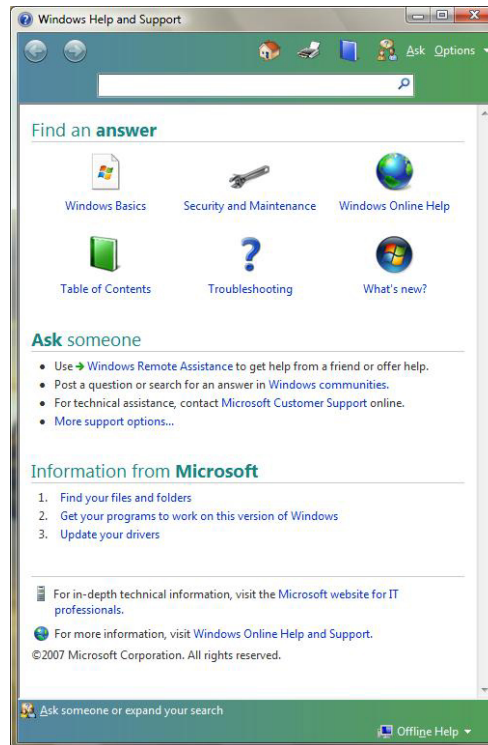 Windows Help and Support
Ask Options
Find an answer
Windows Basics
Security and Maintenance
Windows Online Help
Table of Contents
Troubleshooting
What's new?
Ask someone
• Use Windows Remote Assistance to get help from a friend or offer help.
• Post a question or search for an answer in Windows communities.
• For technical assistance, contact Microsoft Customer Support online.
• More support options...
Information from Microsoft
1. Find your files and folders
2. Get your programs to work on this version of Windows
3. Update your drivers
For in-depth technical information, visit the Microsoft website for IT
professionals.
For more information, visit Windows Online Help and Support.
©2007 Microsoft Corporation. All rights reserved.
Ask someone or expand your search
Offline Help